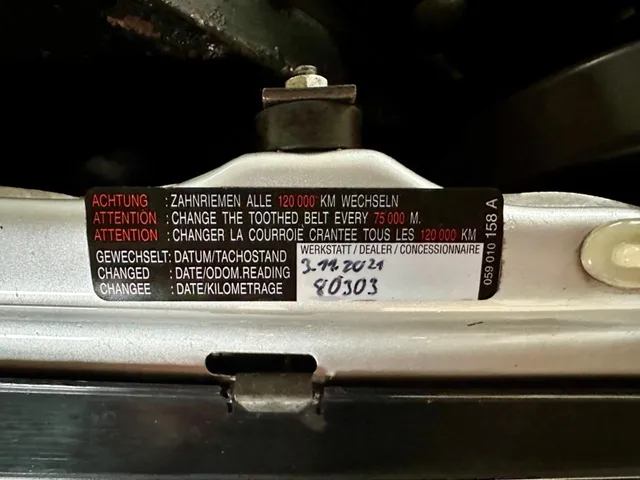 ACHTUNG : ZAHNRIEMEN ALLE 120 000 KM WECHSELN
ATTENTION : CHANGE THE TOOTHED BELT EVERY 75 000 M.
ATTENTION : CHANGER LA COURROIE CRANTEE TOUS LES 120 000 KM
GEWECHSELT: DATUM/TACHOSTAND
CHANGED : DATE/ODOM.READING
CHANGEE : DATE/KILOMETRAGE
WERKSTATT / DEALER / CONCESSIONNAIRE
3.11.2021
80303
059 010 158 A